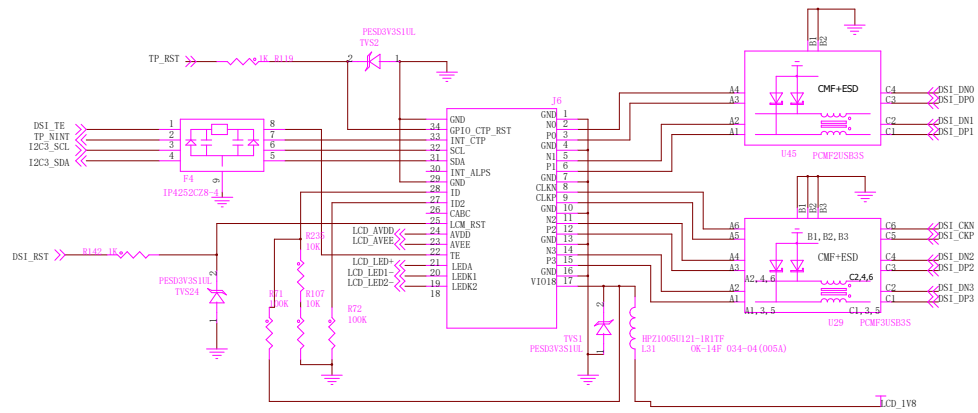 PESD3V3S1UL
TVS2
TP_RST
1K R119
2
1
DSI_TE
TP_NINT
I2C3_SCL
I2C3_SDA
1
2
3
4
8
7
6
5
9
F4
IP4252CZ8-4
J6
GND
GPIO_CTP_RST
INT_CTP
SCL
SDA
INT_ALPS
GND
ID
ID2
CABC
LCM_RST
AVDD
AVEE
TE
LEDA
LEDK1
LEDK2
34
33
32
31
30
29
28
27
26
25
24
23
22
21
20
19
18
GND 1
N0 2
P0 3
GND 4
N1 5
P1 6
GND 7
CLKN 8
CLKP 9
GND 10
N2 11
P2 12
GND 13
N3 14
P3 15
GND 16
VIO18 17
B1
B2
CMF+ESD
A4
A3
A2
A1
C4
C3
C2
C1
DSI_DN0
DSI_DP0
DSI_DN1
DSI_DP1
U45
PCMF2USB3S
B1
B2
B3
B1,B2,B3
CMF+ESD
A2,4,6
C2,4,6
A1,3,5
C1,3,5
A6
A5
A4
A3
A2
A1
C6
C5
C4
C3
C2
C1
DSI_CKN
DSI_CKP
DSI_DN2
DSI_DP2
DSI_DN3
DSI_DP3
U29
PCMF3USB3S
DSI_RST
R142 1K
PESD3V3S1UL
TVS24
2
1
LCD_AVDD
LCD_AVEE
LCD_LED+
LCD_LED1-
LCD_LED2-
R235
10K
R71
100K
R107
10K
R72
100K
TVS1
PESD3V3S1UL
2
1
HPZ1005U121-1R1TF
L31
OK-14F 034-04(005A)
LCD_1V8